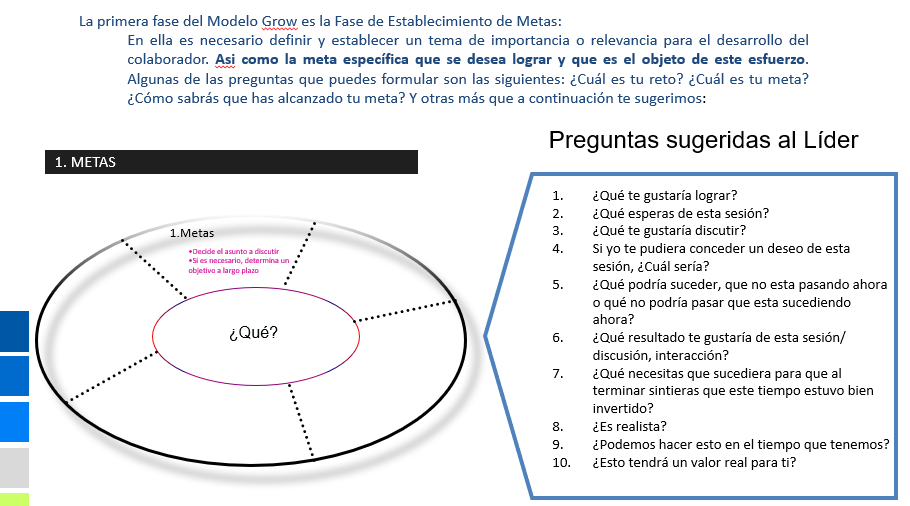 La primera fase del Modelo Grow es la Fase de Establecimiento de Metas:
En ella es necesario definir y establecer un tema de importancia o relevancia para el desarrollo del
colaborador. Asi como la meta específica que se desea lograr y que es el objeto de este esfuerzo.
Algunas de las preguntas que puedes formular son las siguientes: ¿Cuál es tu reto? ¿Cuál es tu meta?
¿Cómo sabrás que has alcanzado tu meta? Y otras más que a continuación te sugerimos:
1. METAS
1.Metas
•Decide el asunto a discutir
•Si es necesario, determina un
objetivo a largo plazo
¿Qué?
Preguntas sugeridas al Líder
1. ¿Qué te gustaría lograr?
2. ¿Qué esperas de esta sesión?
3. ¿Qué te gustaría discutir?
4. Si yo te pudiera conceder un deseo de esta
sesión, ¿Cuál sería?
5. ¿Qué podría suceder, que no esta pasando ahora
o qué no podría pasar que esta sucediendo
ahora?
6. ¿Qué resultado te gustaría de esta sesión/
discusión, interacción?
7. ¿Qué necesitas que sucediera para que al
terminar sintieras que este tiempo estuvo bien
invertido?
8. ¿Es realista?
9. ¿Podemos hacer esto en el tiempo que tenemos?
10. ¿Esto tendrá un valor real para ti?